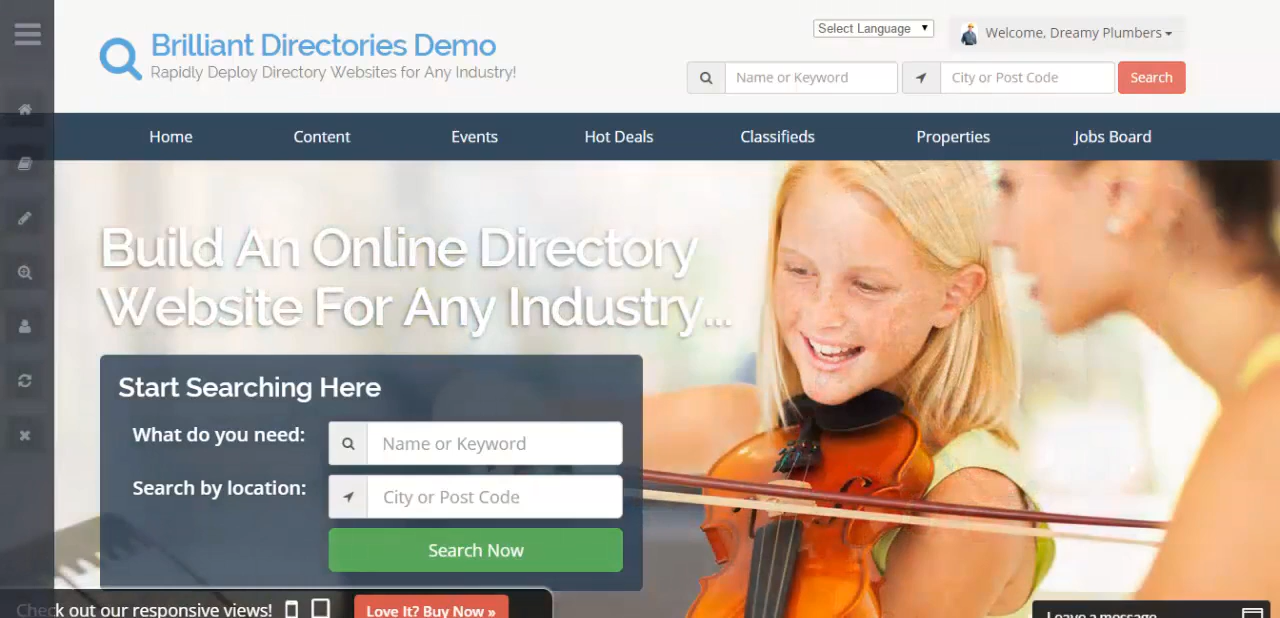 Brilliant Directories Demo
Rapidly Deploy Directory Websites for Any Industry!
Select Language
Welcome, Dreamy Plumbers
Name or Keyword
City or Post Code
Search
Home
Content
Events
Hot Deals
Classifieds
Properties
Jobs Board
Build An Online Directory
Website For Any Industry...
Start Searching Here
What do you need:
Name or Keyword
Search by location:
City or Post Code
Search Now
Check out our responsive views!
Love It? Buy Now »
Leave a message